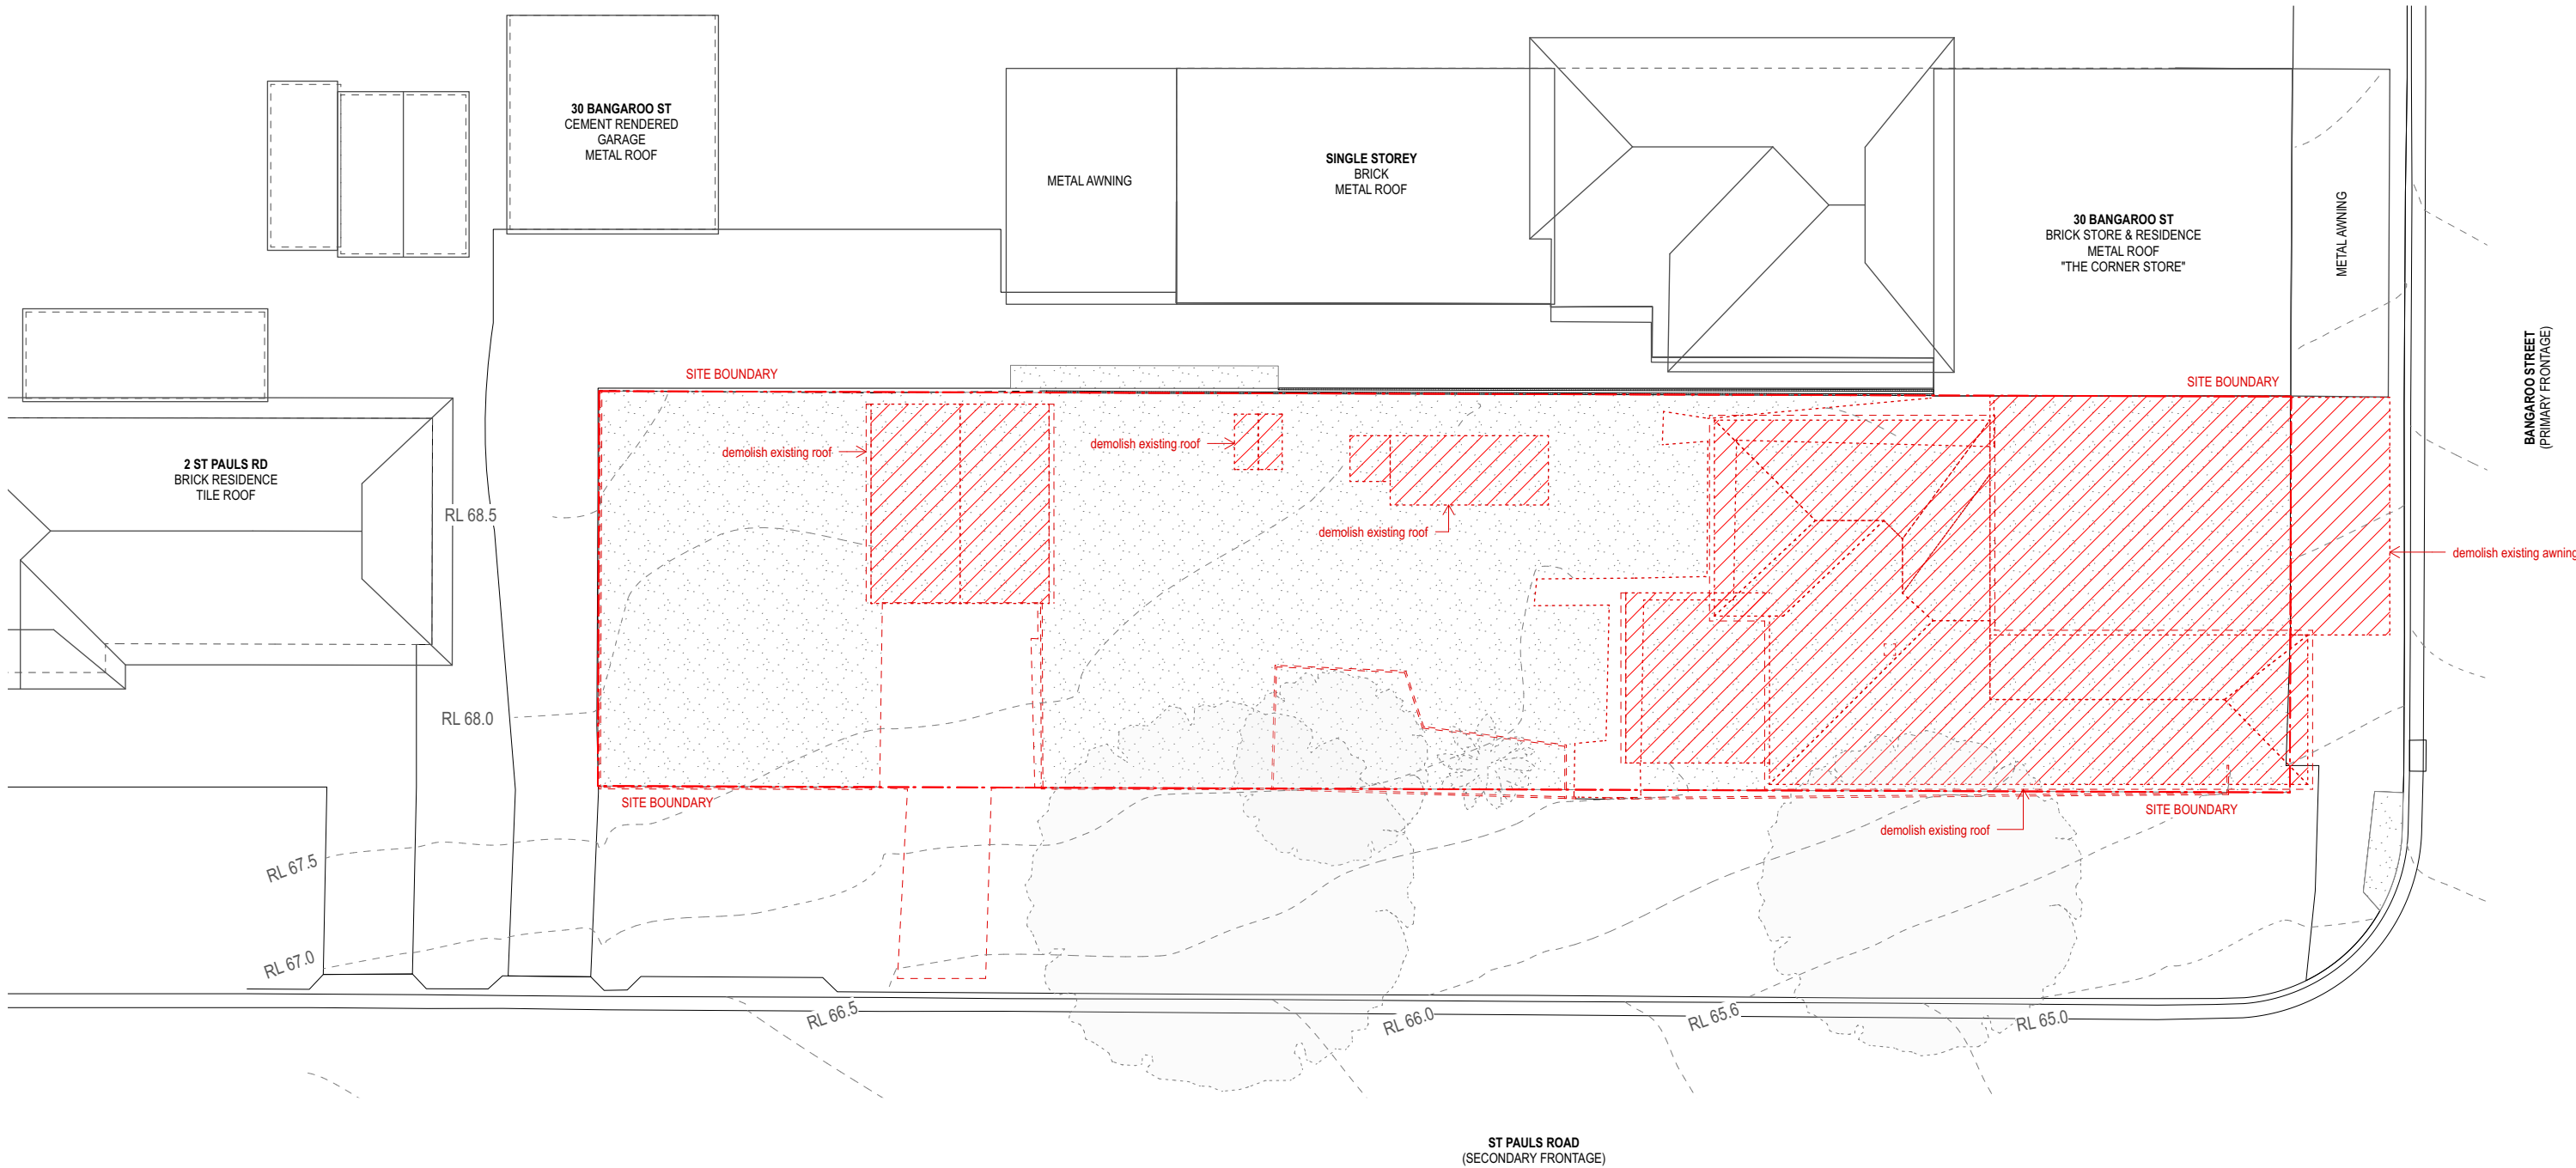 30 BANGAROO ST
CEMENT RENDERED
GARAGE
METAL ROOF
METAL AWNING
SINGLE STOREY
BRICK
METAL ROOF
30 BANGAROO ST
BRICK STORE & RESIDENCE
METAL ROOF
"THE CORNER STORE"
METAL AWNING
BANGAROO STREET
(PRIMARY FRONTAGE)
SITE BOUNDARY
SITE BOUNDARY
2 ST PAULS RD
BRICK RESIDENCE
TILE ROOF
demolish existing roof
demolish existing roof
demolish existing roof
demolish existing awning
RL 68.5
RL 68.0
SITE BOUNDARY
SITE BOUNDARY
demolish existing roof
RL 67.5
RL 67.0
RL 66.5
RL 66.0
RL 65.6
RL 65.0
ST PAULS ROAD
(SECONDARY FRONTAGE)